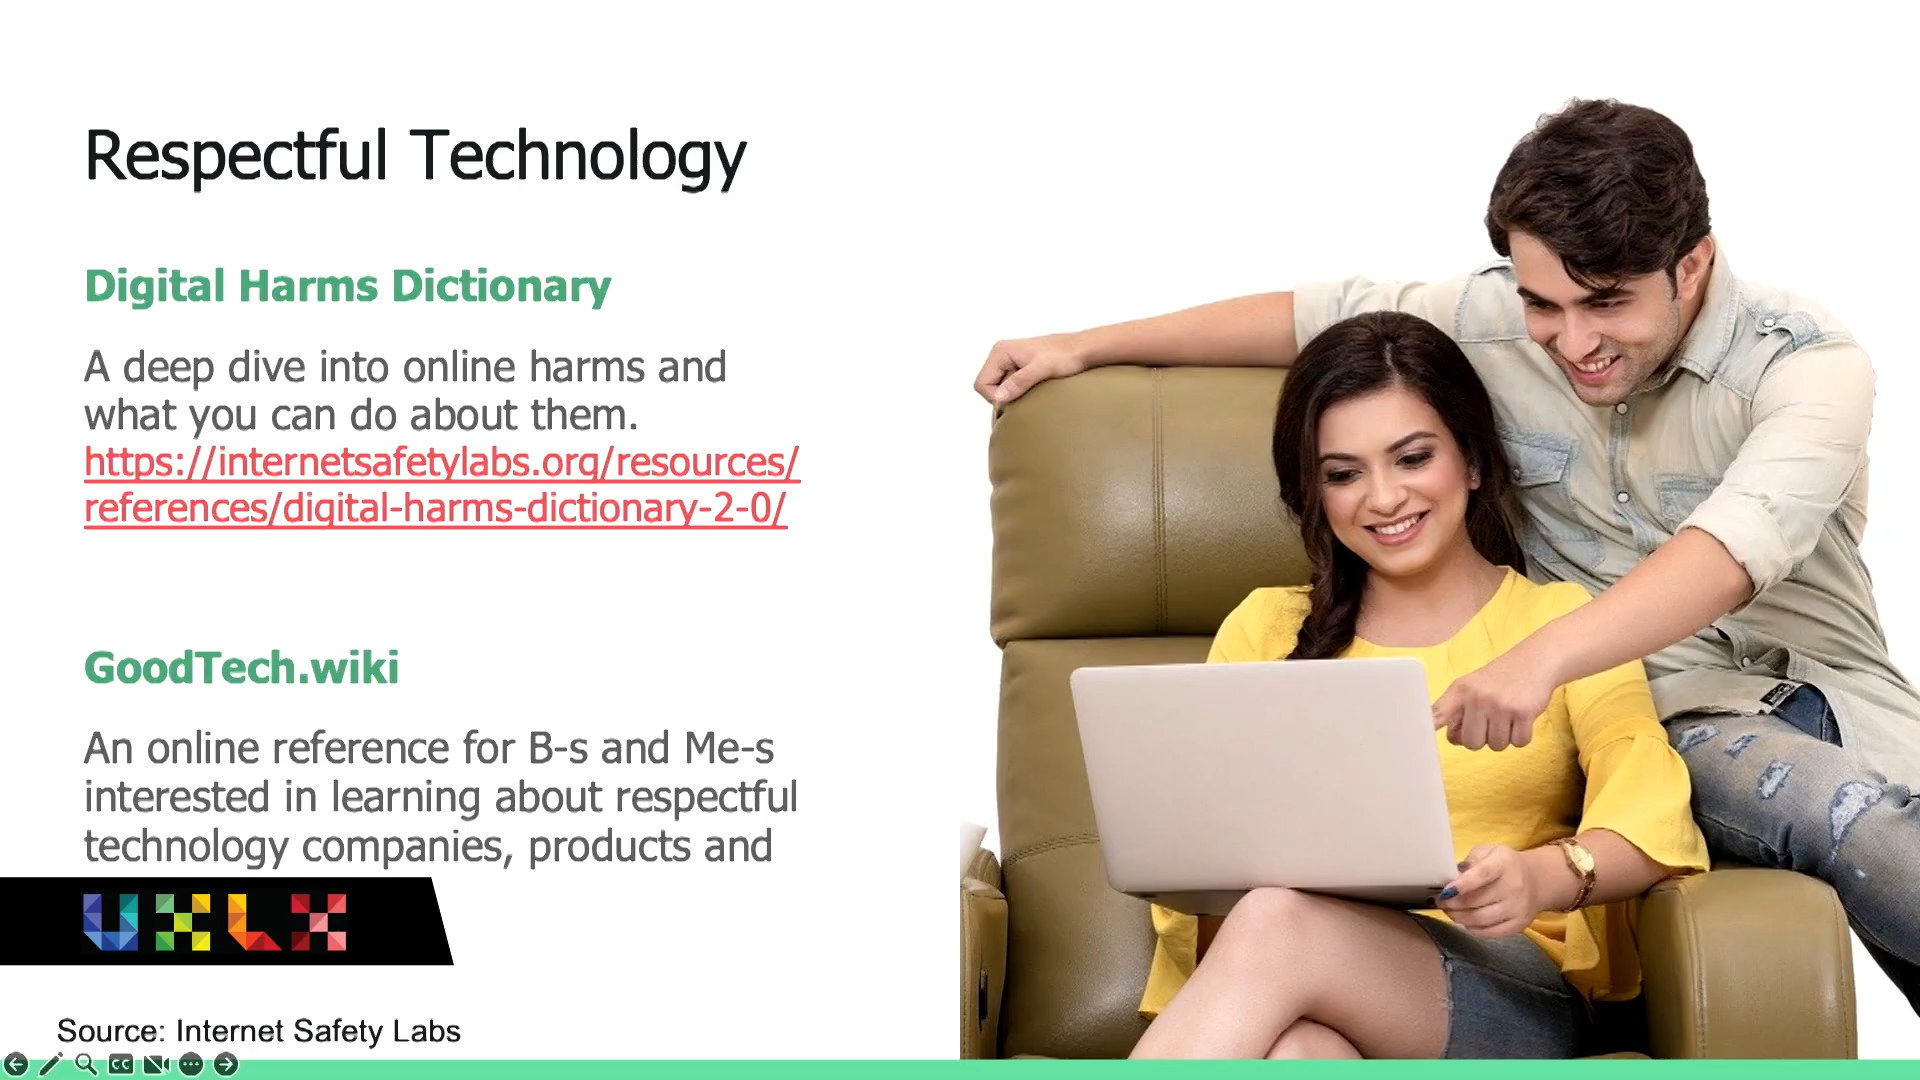 Respectful Technology
Digital Harms Dictionary
A deep dive into online harms and
what you can do about them.
https://internetsafetylabs.org/resources/
references/digital-harms-dictionary-2-0/
GoodTech.wiki
An online reference for B-s and Me-s
interested in learning about respectful
technology companies, products and
UXLX
Source: Internet Safety Labs
CC